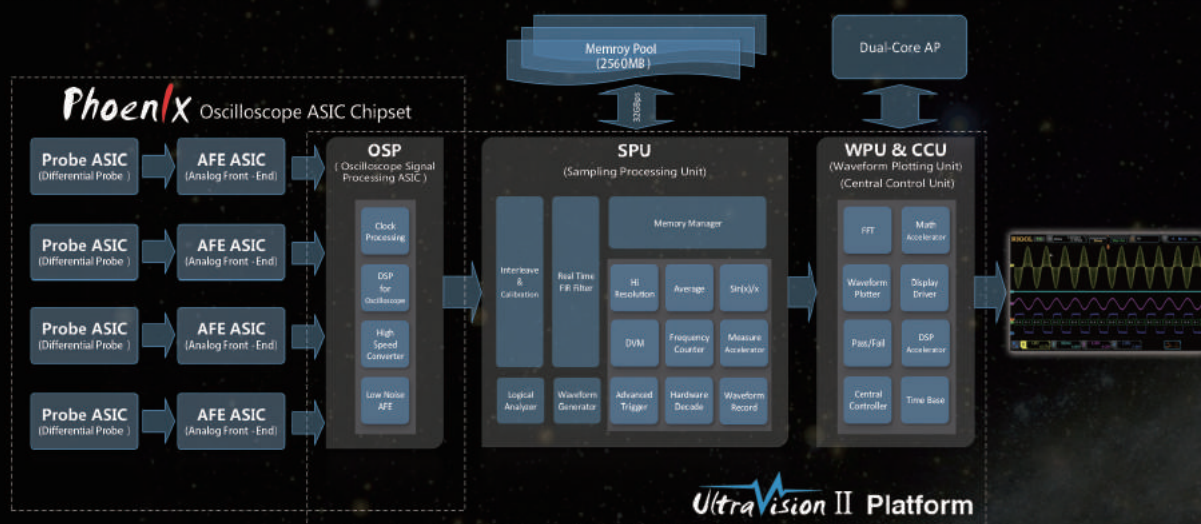 Memroy Pool
(2560MB)
Dual-Core AP
32GBps
Phoenix Oscilloscope ASIC Chipset
Probe ASIC
(Differential Probe )
AFE ASIC
(Analog Front -End)
Probe ASIC
(Differential Probe )
AFE ASIC
(Analog Front -End)
Probe ASIC
(Differential Probe )
AFE ASIC
(Analog Front -End)
Probe ASIC
(Differential Probe )
AFE ASIC
(Analog Front -End)
OSP
( Oscilloscope Signal
Processing ASIC )
Clock
Processing
DSP
for
Oscilloscope
High
Speed
Converter
Low Noise
AFE
SPU
(Sampling Processing Unit)
Interleave
&
Calibration
Real Time
FIR Filter
Memory Manager
Hi
Resolution
Average
Sin(x)/x
DVM
Frequency
Counter
Measure
Accelerator
Logical
Analyzer
Waveform
Generator
Advanced
Trigger
Hardware
Decode
Waveform
Record
WPU & CCU
(Waveform Plotting Unit)
(Central Control Unit)
FFT
Math
Accelerator
Waveform
Plotter
Display
Driver
Pass/Fail
DSP
Accelerator
Central
Controller
Time Base
RIGOL
UltraVision II Platform